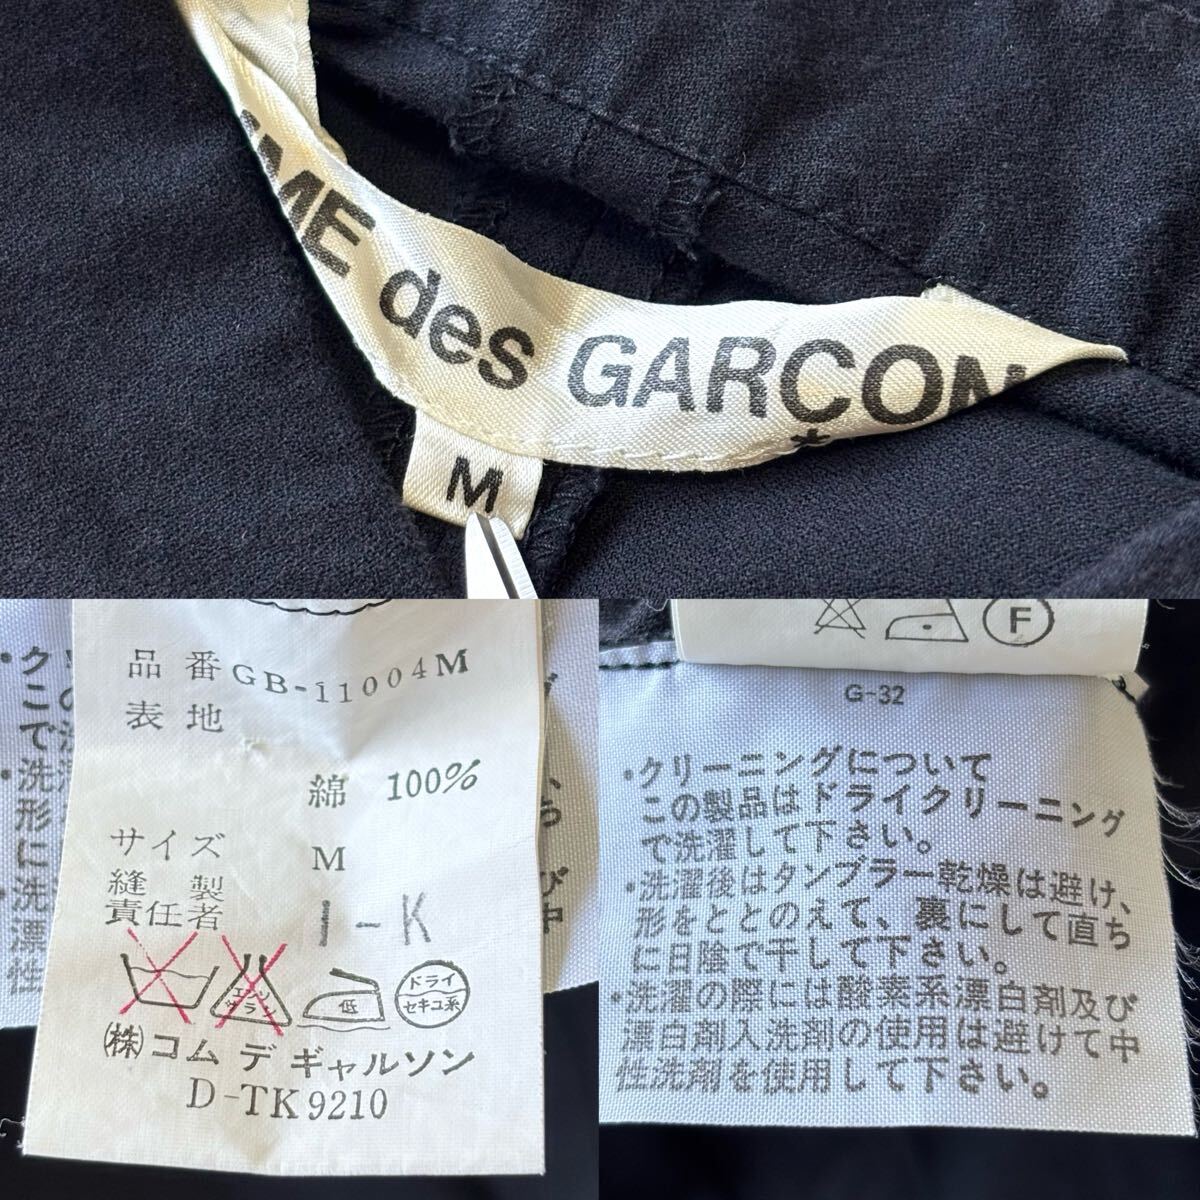 ME des GARCON
*
M
品番 GB-11004M
表地
綿 100%
サイズ M
縫製
責任者 I-K
エンソ
サラシ
低
ドライ
セキユ系
(株)コム デ ギャルソン
D-TK9210
F
G-32
・クリーニングについて
この製品はドライクリーニング
で洗濯して下さい。
・洗濯後はタンブラー乾燥は避け、
形をととのえて、裏にして直ち
に日陰で干して下さい。
・洗濯の際には酸素系漂白剤及び
漂白剤入洗剤の使用は避けて中
性洗剤を使用して下さい。